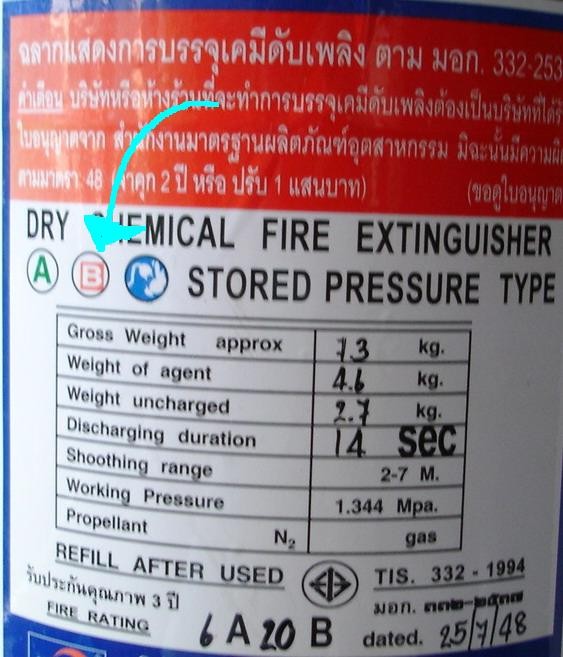 ฉลากแสดงการบรรจุเคมีดับเพลิง ตาม มอก. 332-253
คำเตือน บริษัทหรือห้างร้านที่จะทำการบรรจุเคมีดับเพลิงต้องเป็นบริษัทที่ได้รั
ใบอนุญาตจาก สำนักงานมาตรฐานผลิตภัณฑ์อุตสาหกรรม มิฉะนั้นมีความผิ
ตามมาตรา 48 จำคุก 2 ปี หรือ ปรับ 1 แสนบาท) (ขอดูใบอนุญาต
DRY CHEMICAL FIRE EXTINGUISHER
A B STORED PRESSURE TYPE
Gross Weight approx 7.3 kg.
Weight of agent 4.6 kg.
Weight uncharged 2.7 kg.
Discharging duration 14 sec
Shoothing range 2-7 M.
Working Pressure 1.344 Mpa.
Propellant N₂ gas
REFILL AFTER USED TIS. 332 - 1994
รับประกันคุณภาพ 3 ปี มอก. ๓๓๒-๒๕๓๗
FIRE RATING 6 A 20 B dated. 25/7/48